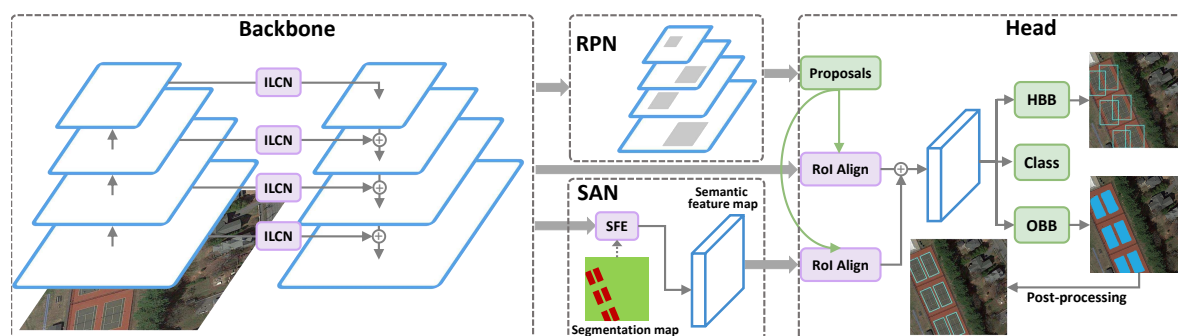 Backbone
ILCN
ILCN
ILCN
ILCN
RPN
SAN
SFE
Semantic
feature map
Segmentation map
Head
Proposals
RoI Align
RoI Align
HBB
Class
OBB
Post-processing